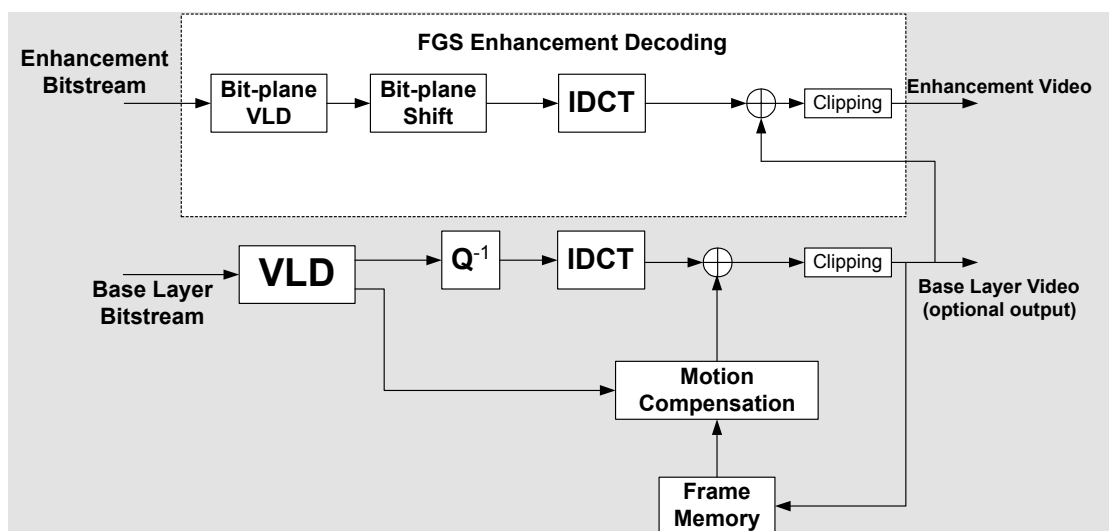 FGS Enhancement Decoding
Enhancement
Bitstream
Bit-plane
VLD
Bit-plane
Shift
IDCT
Clipping
Enhancement Video
Base Layer
Bitstream
VLD
Q-1
IDCT
Clipping
Base Layer Video
(optional output)
Motion
Compensation
Frame
Memory